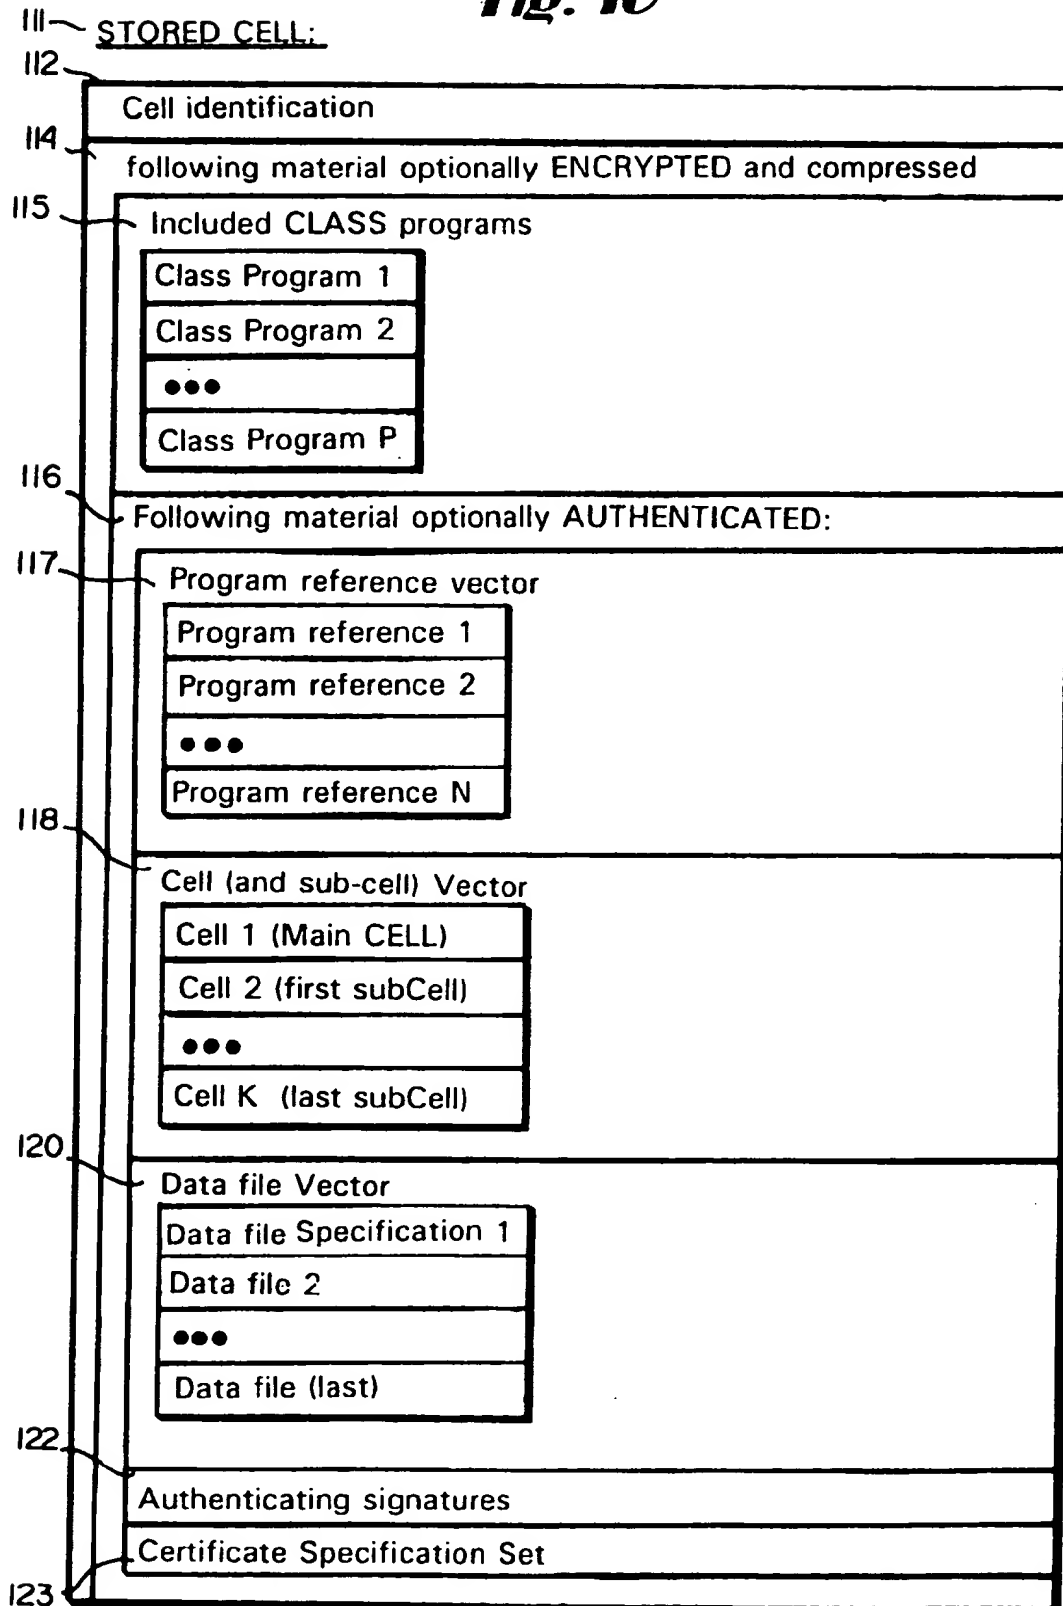 111 STORED CELL:
112
Cell identification
114
following material optionally ENCRYPTED and compressed
115
Included CLASS programs
Class Program 1
Class Program 2
•••
Class Program P
116
Following material optionally AUTHENTICATED:
117
Program reference vector
Program reference 1
Program reference 2
•••
Program reference N
118
Cell (and sub-cell) Vector
Cell 1 (Main CELL)
Cell 2 (first subCell)
•••
Cell K (last subCell)
120
Data file Vector
Data file Specification 1
Data file 2
•••
Data file (last)
122
Authenticating signatures
Certificate Specification Set
123